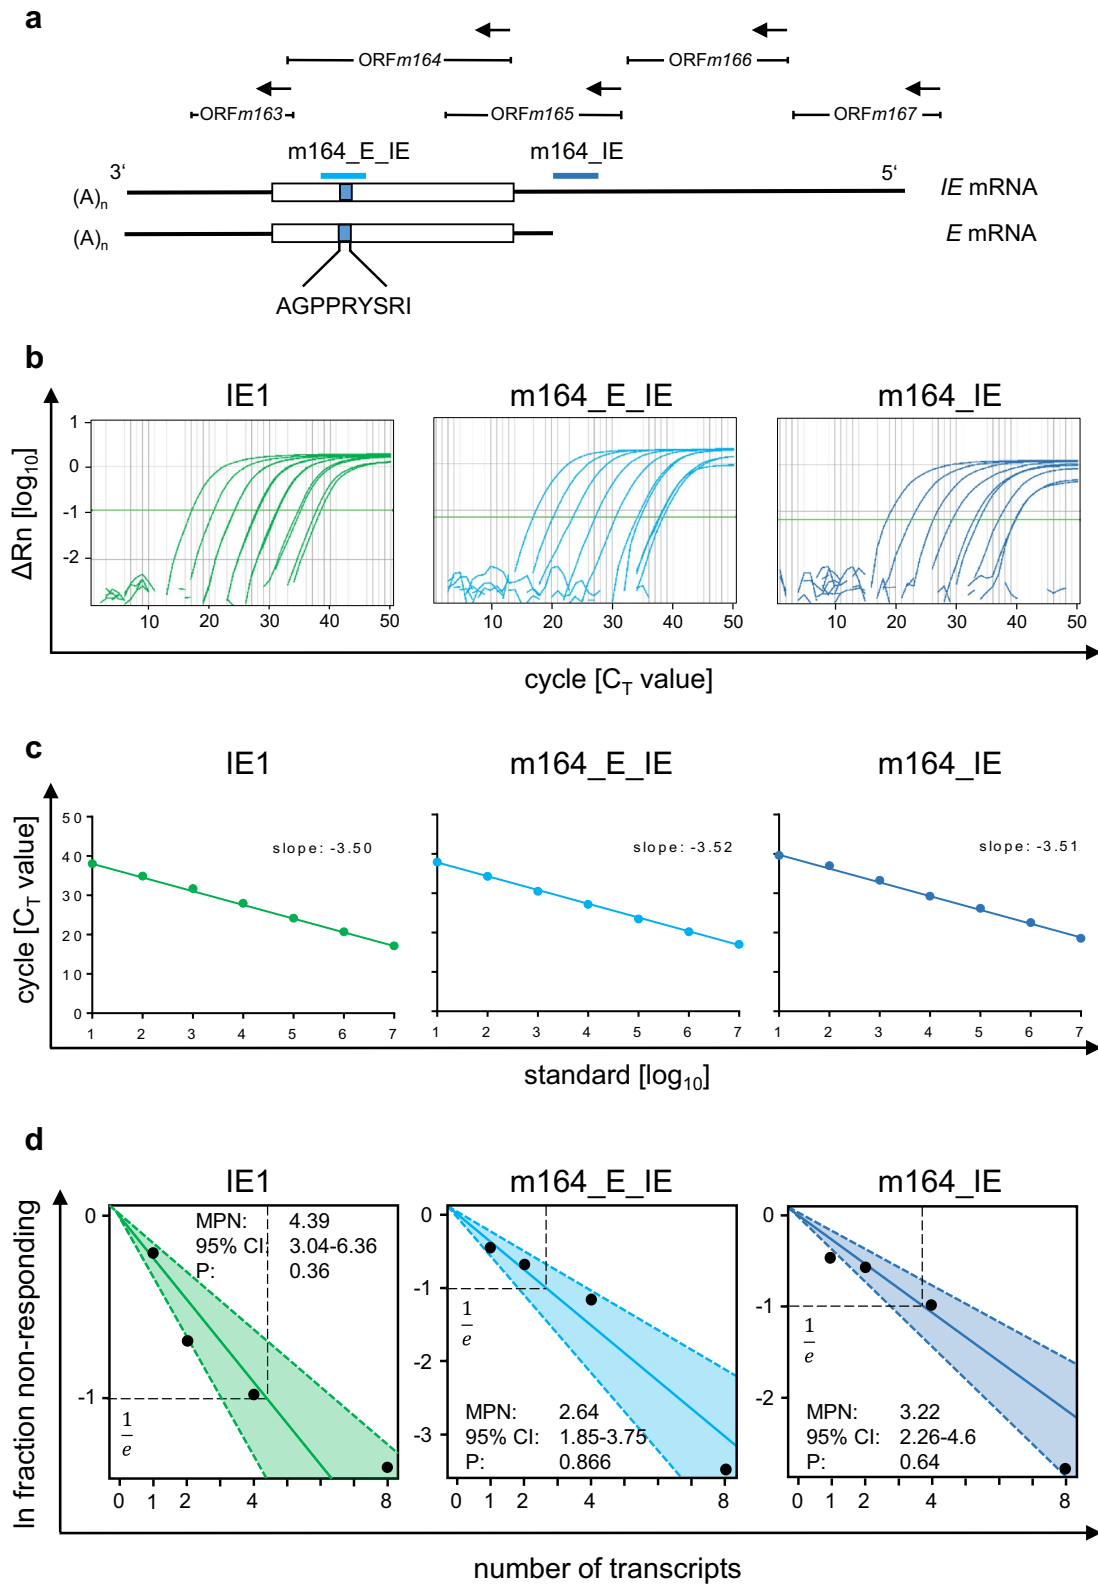 a
ORFm164
ORFm166
ORFm163
ORFm165
ORFm167
m164_E_IE
m164_IE
3‘
5‘
(A)n
IE mRNA
(A)n
E mRNA
AGPPRYSRI
b
IE1
m164_E_IE
m164_IE
ΔRn [log10]
1
0
-1
-2
10 20 30 40 50
10 20 30 40 50
10 20 30 40 50
cycle [CT value]
c
IE1
m164_E_IE
m164_IE
cycle [CT value]
50
40
30
20
10
0
slope: -3.50
slope: -3.52
slope: -3.51
1 2 3 4 5 6 7
1 2 3 4 5 6 7
1 2 3 4 5 6 7
standard [log10]
d
IE1
m164_E_IE
m164_IE
ln fraction non-responding
0
-1
MPN: 4.39
95% CI: 3.04-6.36
P: 0.36
1/e
0 1 2 4 8
0
-1
-2
-3
1/e
MPN: 2.64
95% CI: 1.85-3.75
P: 0.866
0 1 2 4 8
0
-1
-2
1/e
MPN: 3.22
95% CI: 2.26-4.6
P: 0.64
0 1 2 4 8
number of transcripts